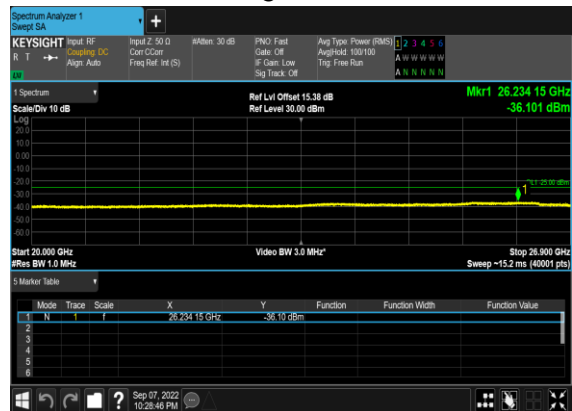 Spectrum Analyzer 1
Swept SA
+
KEYSIGHT Input: RF Input Z: 50 Ω #Atten: 30 dB PNO: Fast Avg Type: Power (RMS) 1 2 3 4 5 6
R T Coupling: DC Corr CCorr Gate: Off Avg|Hold: 100/100 A W W W W W
Align: Auto Freq Ref: Int (S) IF Gain: Low Trig: Free Run
LXI Sig Track: Off A N N N N N
1 Spectrum Ref Lvl Offset 15.38 dB Mkr1 26.234 15 GHz
Scale/Div 10 dB Ref Level 30.00 dBm -36.101 dBm
Log
20.0
10.0
0.00
-10.0
-20.0 1 DL1 -25.00 dBm
-30.0
-40.0
-50.0
-60.0
Start 20.000 GHz Video BW 3.0 MHz* Stop 26.900 GHz
#Res BW 1.0 MHz Sweep ~15.2 ms (40001 pts)
5 Marker Table
Mode Trace Scale X Y Function Function Width Function Value
1 N 1 f 26.234 15 GHz -36.10 dBm
2
3
4
5
6
? Sep 07, 2022
10:28:46 PM